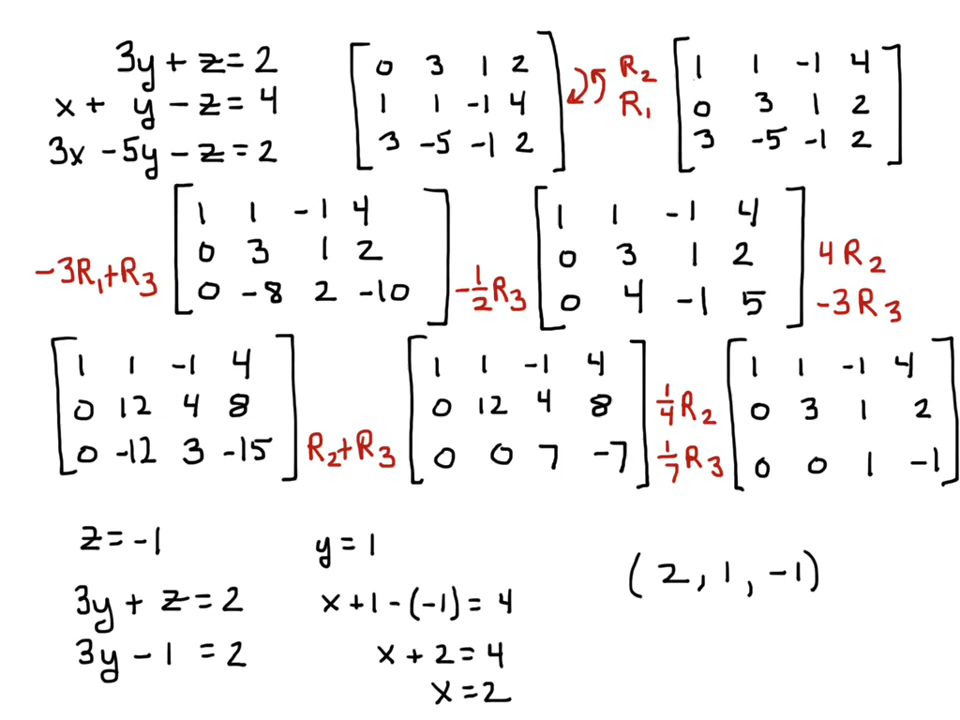 3y + z = 2
x + y - z = 4
3x - 5y - z = 2
0 3 1 2
1 1 -1 4
3 -5 -1 2
R₂
R₁
1 1 -1 4
0 3 1 2
3 -5 -1 2
-3R₁+R₃
1 1 -1 4
0 3 1 2
0 -8 2 -10
-½R₃
1 1 -1 4
0 3 1 2
0 4 -1 5
4R₂
-3R₃
1 1 -1 4
0 12 4 8
0 -12 3 -15
R₂+R₃
1 1 -1 4
0 12 4 8
0 0 7 -7
¼R₂
⅐R₃
1 1 -1 4
0 3 1 2
0 0 1 -1
z = -1
3y + z = 2
3y - 1 = 2
y = 1
x + 1 - (-1) = 4
x + 2 = 4
x = 2
(2, 1, -1)